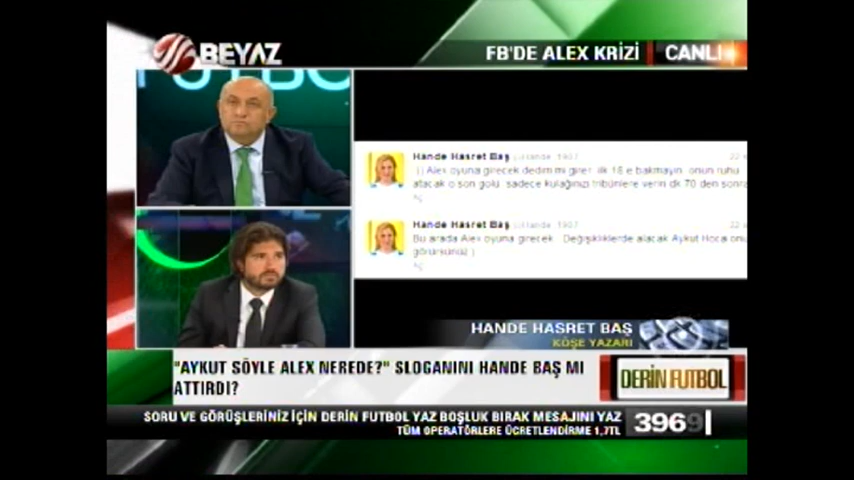 BEYAZ
FB'DE ALEX KRİZİ
CANLI
FUTBO
Hande Hasret Baş
:)) Alex oyuna girecek dedim mi girer ilk 18 e bakmayın onun ruhu
atacak o son golü sadece kulağınızı tribünlere verin dk 70 den sonra
Hande Hasret Baş
Bu arada Alex oyuna girecek Değişikliklerde alacak Aykut Hoca onu
görürsünüz )
HANDE HASRET BAŞ
KÖŞE YAZARI
"AYKUT SÖYLE ALEX NEREDE?" SLOGANINI HANDE BAŞ MI
ATTIRDI?
DERİN FUTBOL
SORU VE GÖRÜŞLERİNİZ İÇİN DERİN FUTBOL YAZ BOŞLUK BIRAK MESAJINI YAZ
TÜM OPERATÖRLERE ÜCRETLENDİRME 1,7TL
3969